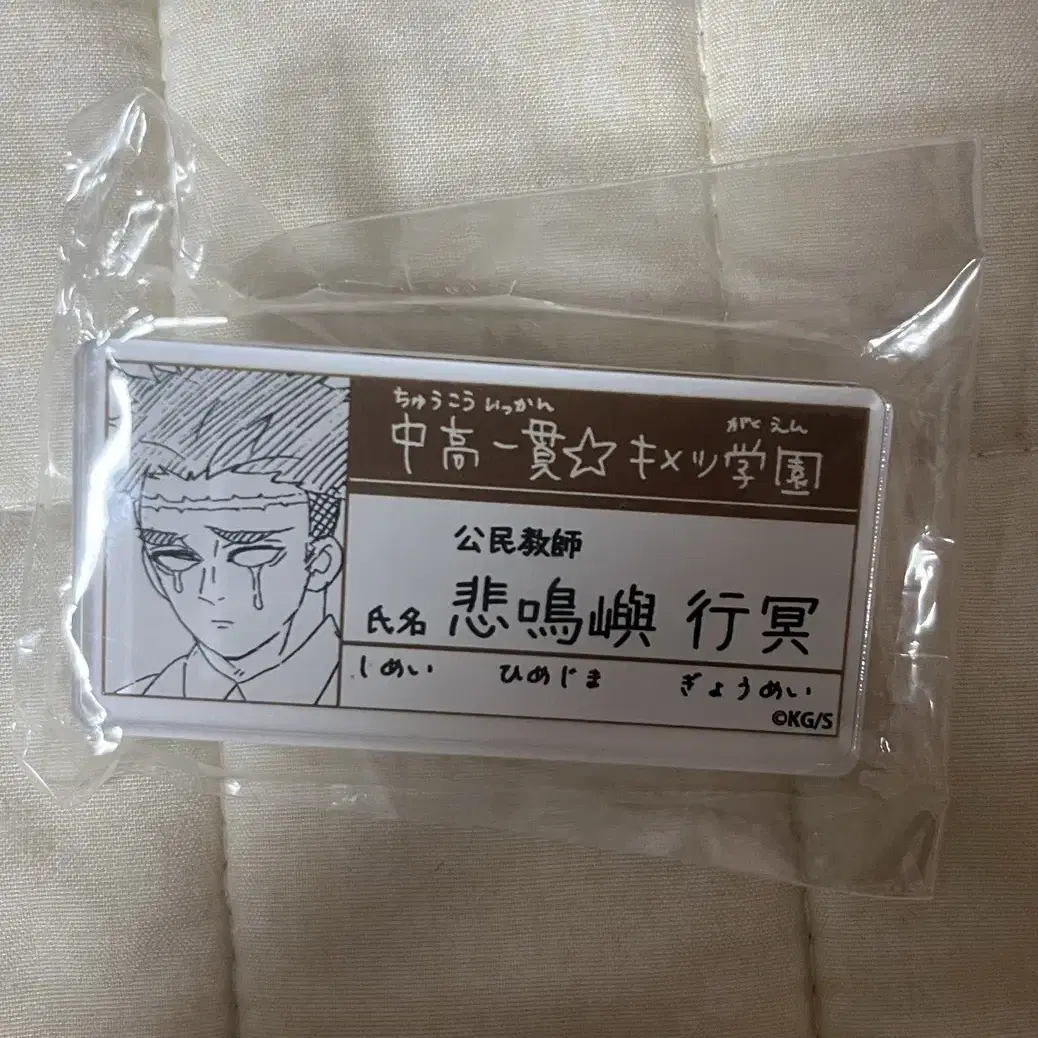 ちゅうこういっかん がくえん
中高一貫☆キメツ学園
公民教師
氏名 悲鳴嶼 行冥
しめい ひめじま ぎょうめい
©KG/S